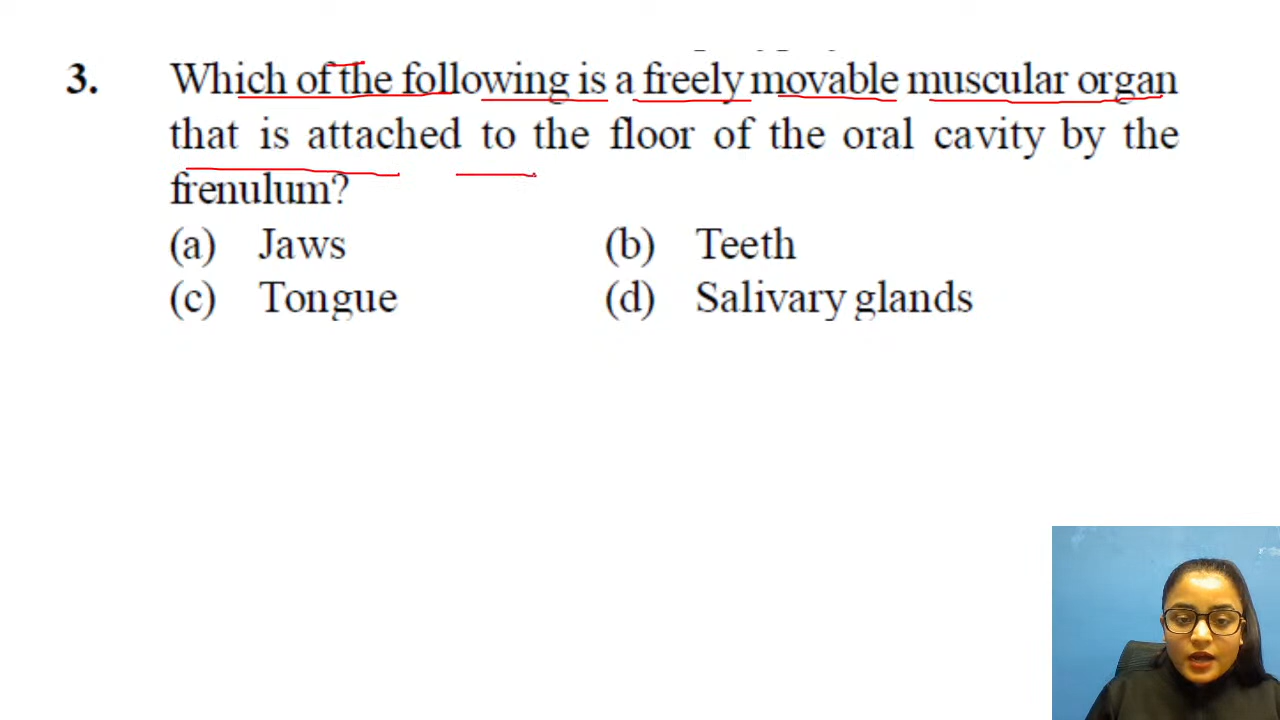 3. Which of the following is a freely movable muscular organ
that is attached to the floor of the oral cavity by the
frenulum?
(a) Jaws (b) Teeth
(c) Tongue (d) Salivary glands